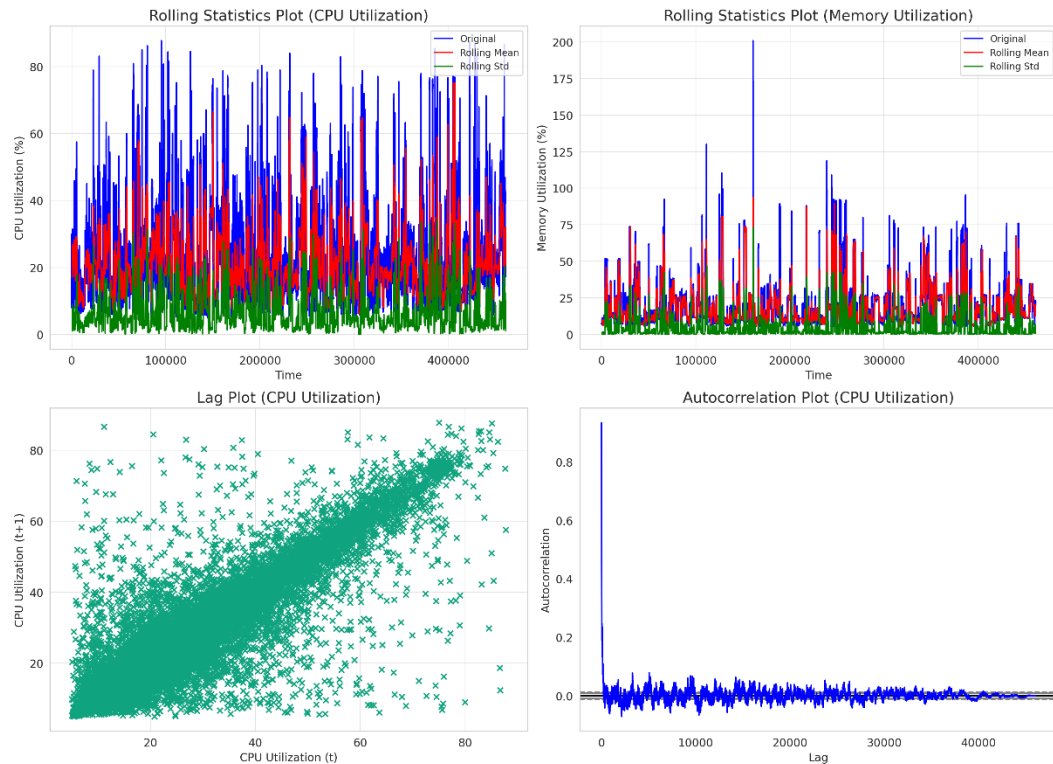 Rolling Statistics Plot (CPU Utilization)
CPU Utilization (%)
80
60
40
20
0
Original
Rolling Mean
Rolling Std
0 100000 200000 300000 400000
Time
Rolling Statistics Plot (Memory Utilization)
Memory Utilization (%)
200
175
150
125
100
75
50
25
0
Original
Rolling Mean
Rolling Std
0 100000 200000 300000 400000
Time
Lag Plot (CPU Utilization)
CPU Utilization (t+1)
80
60
40
20
20 40 60 80
CPU Utilization (t)
Autocorrelation Plot (CPU Utilization)
Autocorrelation
0.8
0.6
0.4
0.2
0.0
0 10000 20000 30000 40000
Lag